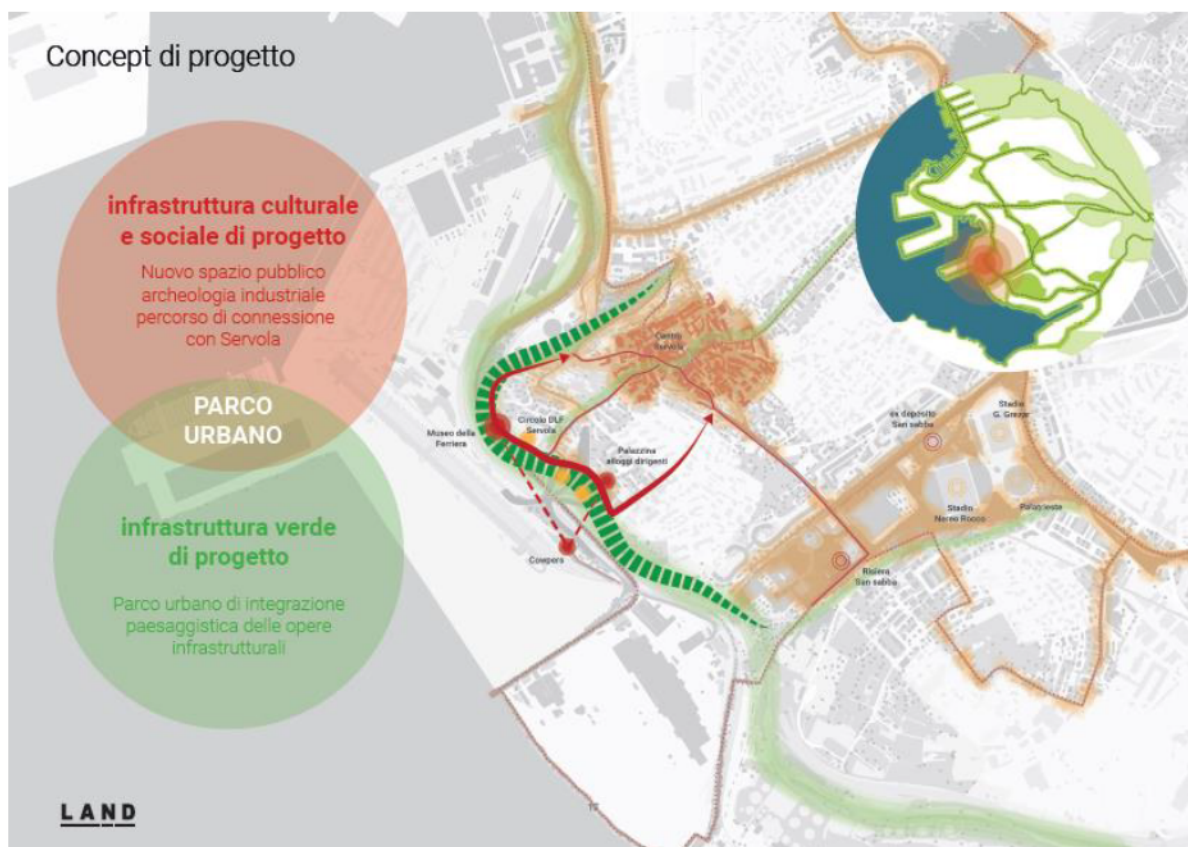 Concept di progetto
infrastruttura culturale
e sociale di progetto
Nuovo spazio pubblico
archeologia industriale
percorso di connessione
con Servola
PARCO
URBANO
infrastruttura verde
di progetto
Parco urbano di integrazione
paesaggistica delle opere
infrastrutturali
Centro
Servola
Museo della
Ferriera
Circolo DLF
Servola
Palazzina
alloggi dirigenti
Cowpers
ex deposito
San sabba
Stadio
G. Grezar
Stadio
Nereo Rocco
Palatrieste
Risiera
San sabba
LAND